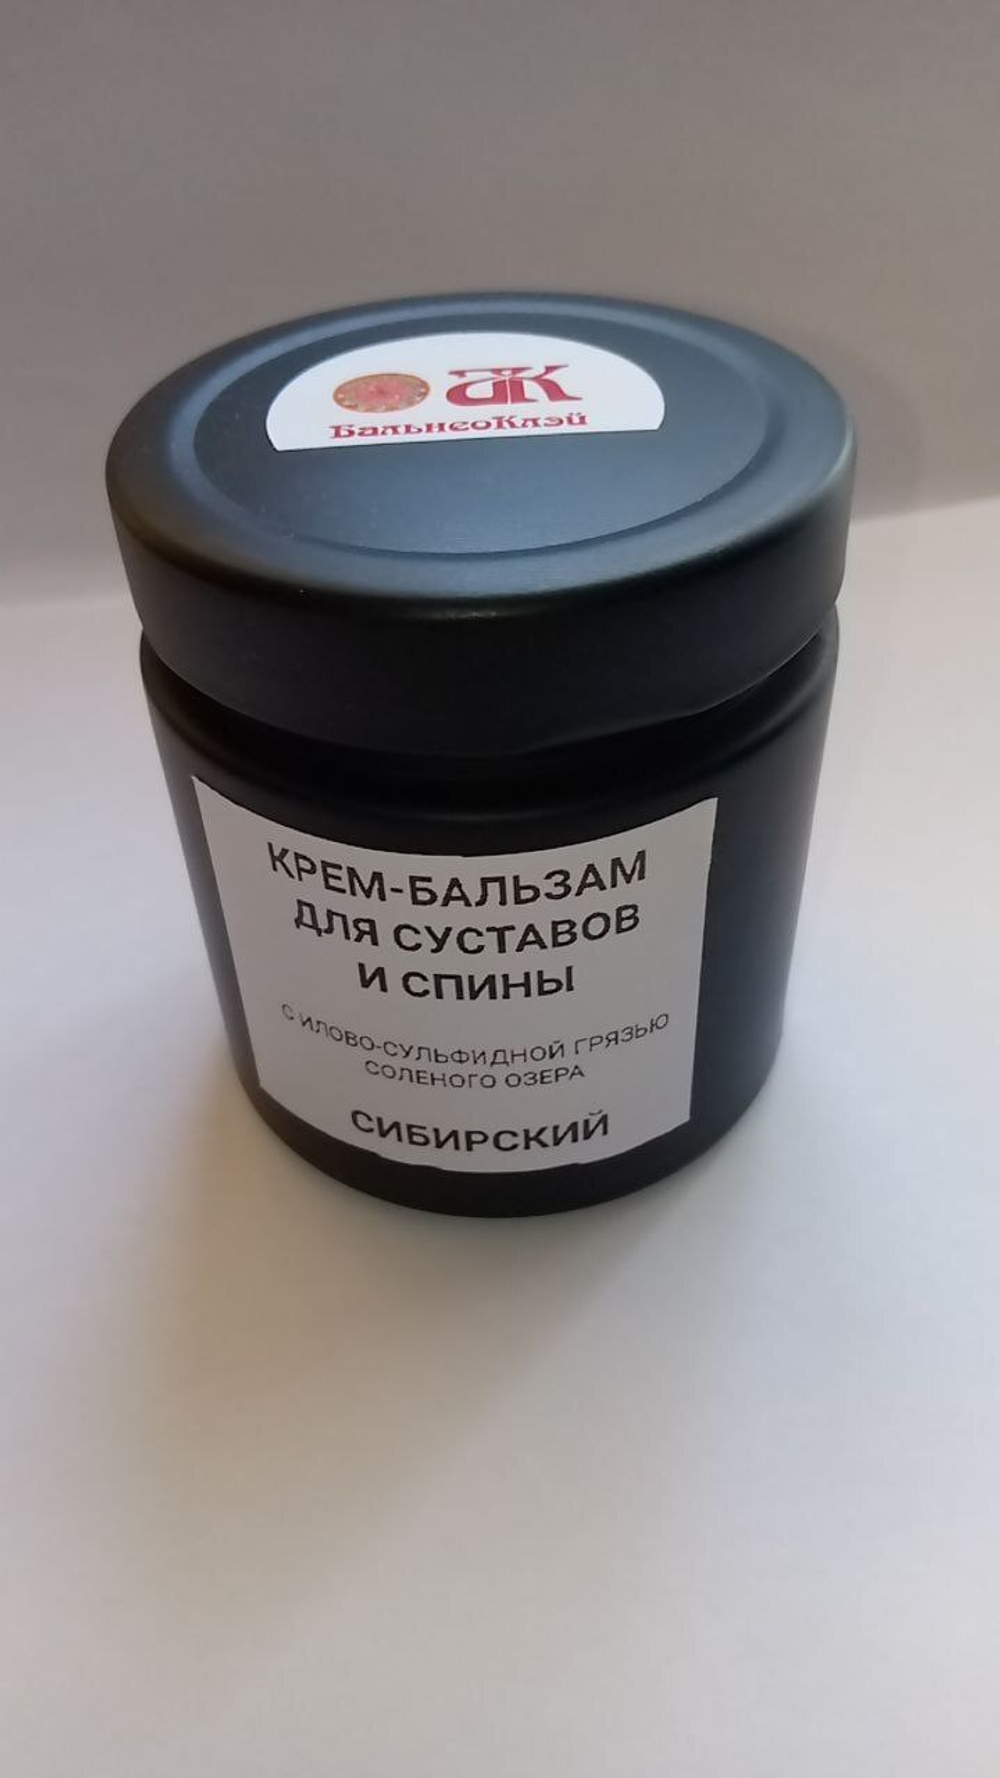 БК
БальнеоКлэй
КРЕМ-БАЛЬЗАМ
ДЛЯ СУСТАВОВ
И СПИНЫ
С ИЛОВО-СУЛЬФИДНОЙ ГРЯЗЬЮ
СОЛЕНОГО ОЗЕРА
СИБИРСКИЙ